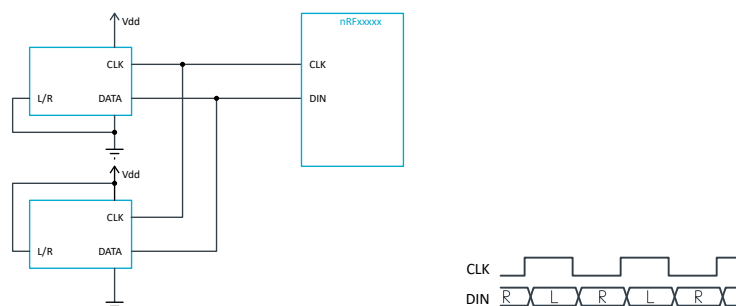 Vdd
nRFxxxxx
CLK
CLK
L/R
DATA
DIN
Vdd
CLK
L/R
DATA
CLK
DIN R L R L R